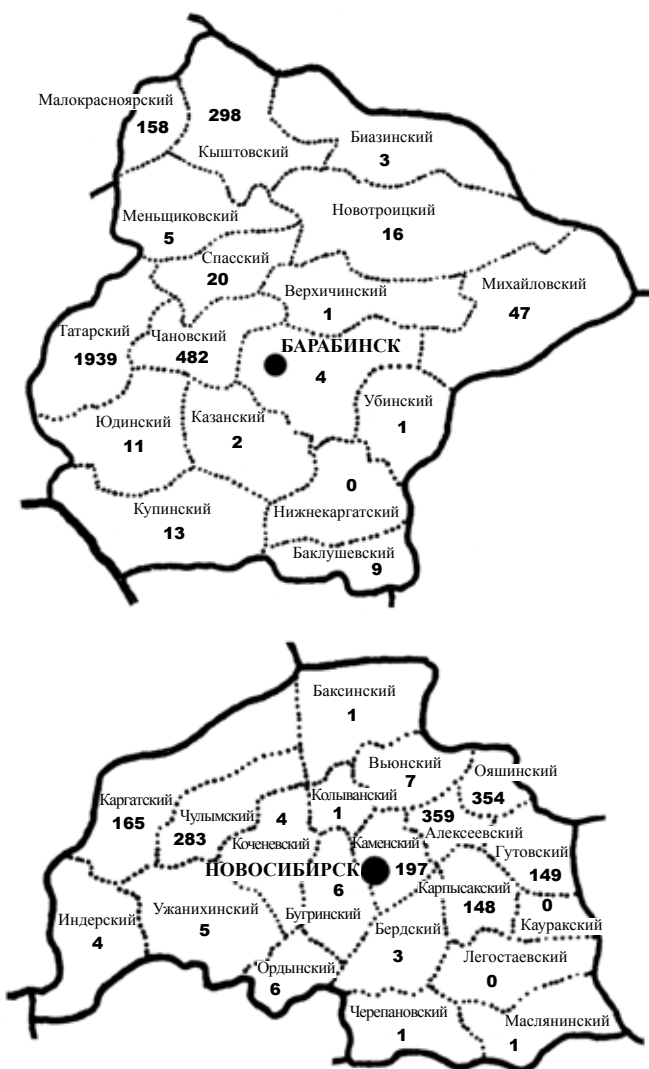 Малокрасноярский
158
298
Кыштовский
Биазинский
3
Меньщиковский
5
Новотроицкий
16
Спасский
20
Верхичинский
1
Михайловский
47
Татарский
1939
Чановский
482
БАРАБИНСК
4
Убинский
1
Юдинский
11
Казанский
2
0
Нижнекаргатский
Купинский
13
Баклушевский
9
Баксинский
1
Вьюнский
7
Ояшинский
354
Каргатский
165
Чулымский
283
4
Коченевский
Колыванский
1
359
Алексеевский
Каменский
197
Гутовский
149
НОВОСИБИРСК
6
Бугринский
Карпысакский
148
0
Кауракский
Индерский
4
Ужанихинский
5
Бердский
3
Легостаевский
0
Ордынский
6
Черепановский
1
Маслянинский
1